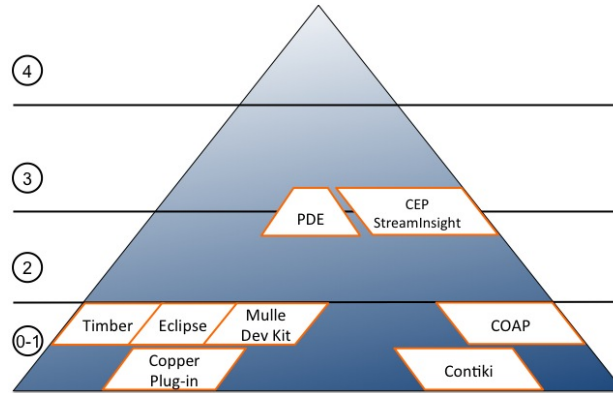 4
3
PDE
CEP
StreamInsight
2
0-1
Timber
Eclipse
Mulle
Dev Kit
COAP
Copper
Plug-in
Contiki